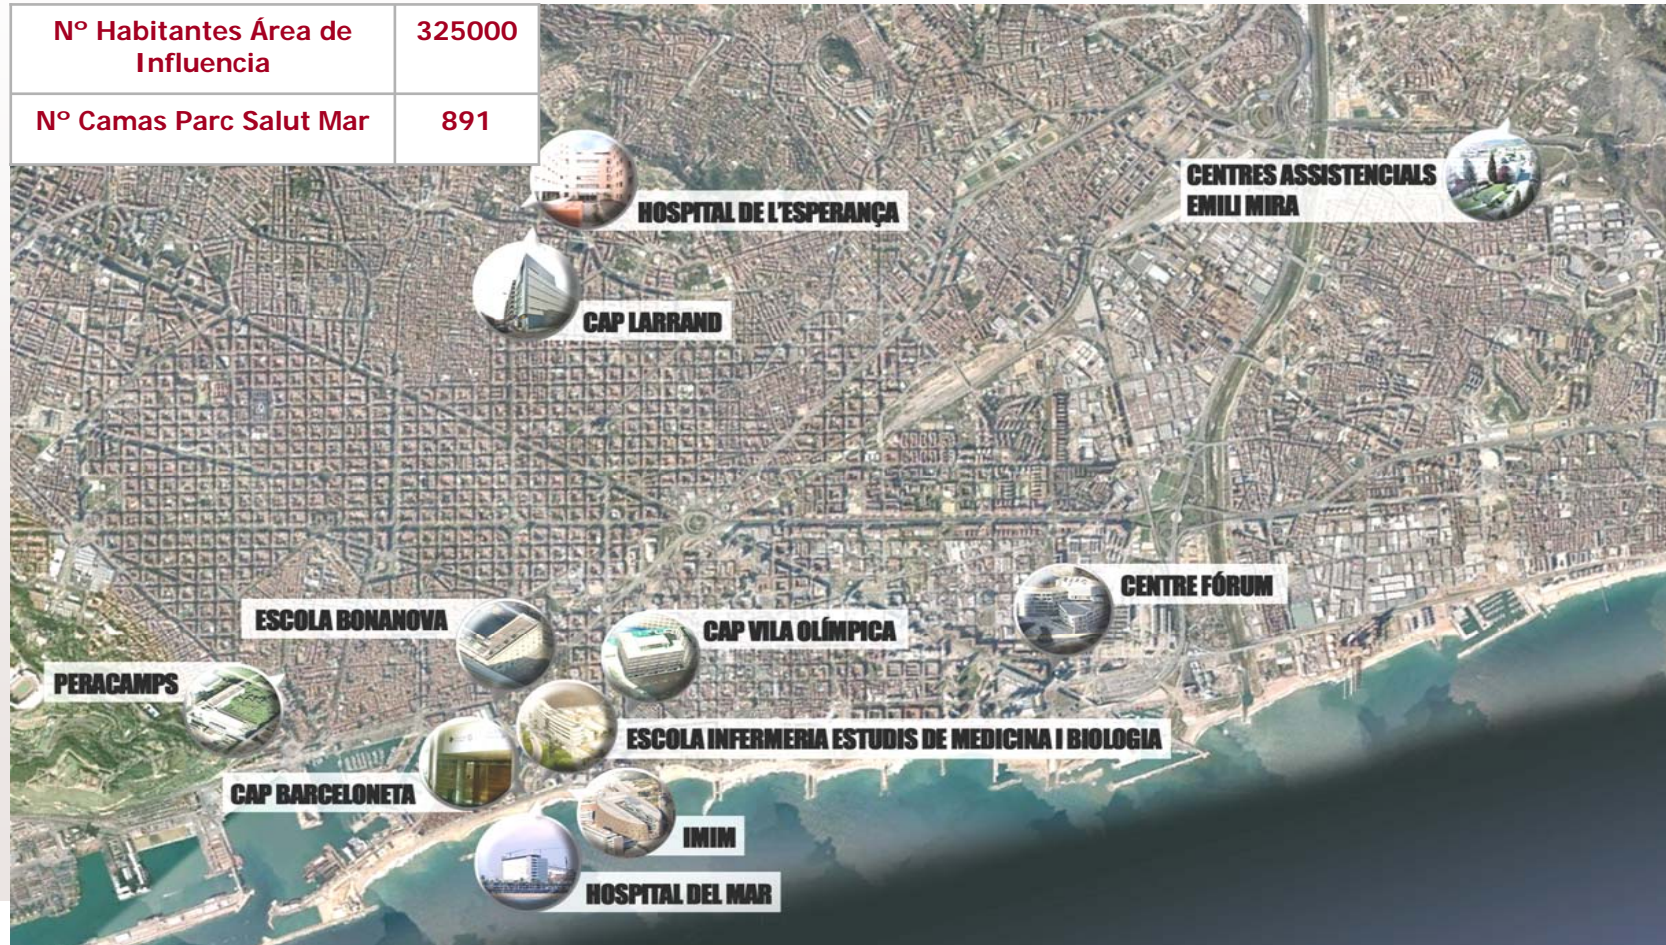 Nº Habitantes Área de
Influencia
325000
Nº Camas Parc Salut Mar
891
HOSPITAL DE L'ESPERANÇA
CENTRES ASSISTENCIALS
EMILI MIRA
CAP LARRAND
CENTRE FÓRUM
ESCOLA BONANOVA
CAP VILA OLÍMPICA
PERACAMPS
ESCOLA INFERMERIA ESTUDIS DE MEDICINA I BIOLOGIA
CAP BARCELONETA
IMIM
HOSPITAL DEL MAR